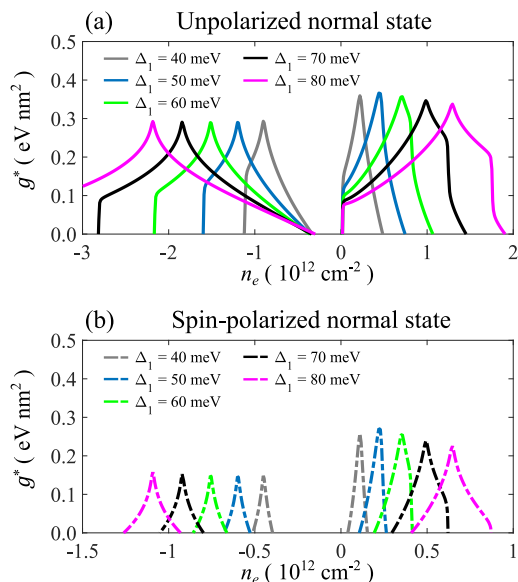 (a) Unpolarized normal state
g* ( eV nm²)
0.5
0.4
0.3
0.2
0.1
0.0
Δ₁ = 40 meV
Δ₁ = 50 meV
Δ₁ = 60 meV
Δ₁ = 70 meV
Δ₁ = 80 meV
-3 -2 -1 0 1 2
nₑ ( 10¹² cm⁻²)
(b) Spin-polarized normal state
g* ( eV nm²)
0.5
0.4
0.3
0.2
0.1
0.0
Δ₁ = 40 meV
Δ₁ = 50 meV
Δ₁ = 60 meV
Δ₁ = 70 meV
Δ₁ = 80 meV
-1.5 -1 -0.5 0 0.5 1
nₑ ( 10¹² cm⁻²)